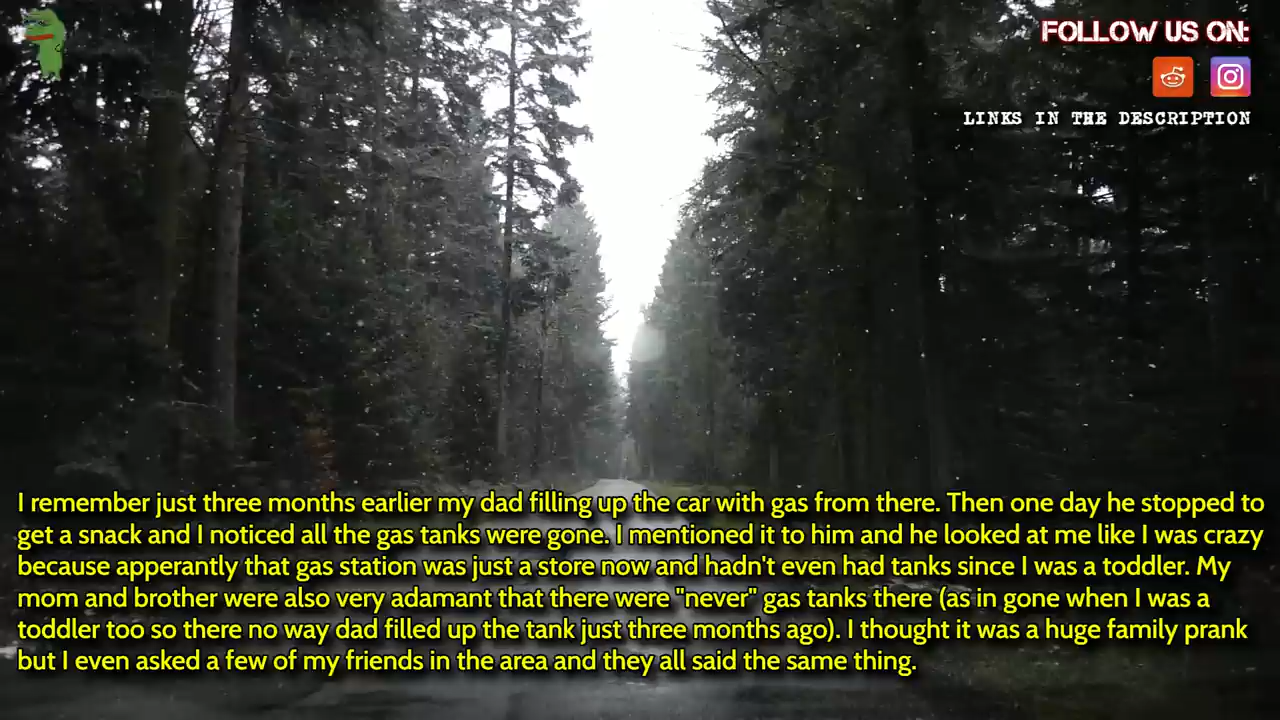 FOLLOW US ON:
LINKS IN THE DESCRIPTION
I remember just three months earlier my dad filling up the car with gas from there. Then one day he stopped to
get a snack and I noticed all the gas tanks were gone. I mentioned it to him and he looked at me like I was crazy
because apperantly that gas station was just a store now and hadn't even had tanks since I was a toddler. My
mom and brother were also very adamant that there were "never" gas tanks there (as in gone when I was a
toddler too so there no way dad filled up the tank just three months ago). I thought it was a huge family prank
but I even asked a few of my friends in the area and they all said the same thing.